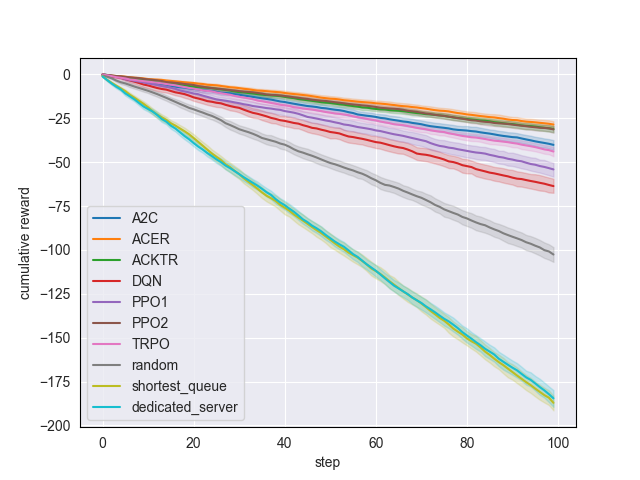 0
−25
−50
−75
−100
−125
−150
−175
−200
cumulative reward
A2C
ACER
ACKTR
DQN
PPO1
PPO2
TRPO
random
shortest_queue
dedicated_server
0 20 40 60 80 100
step